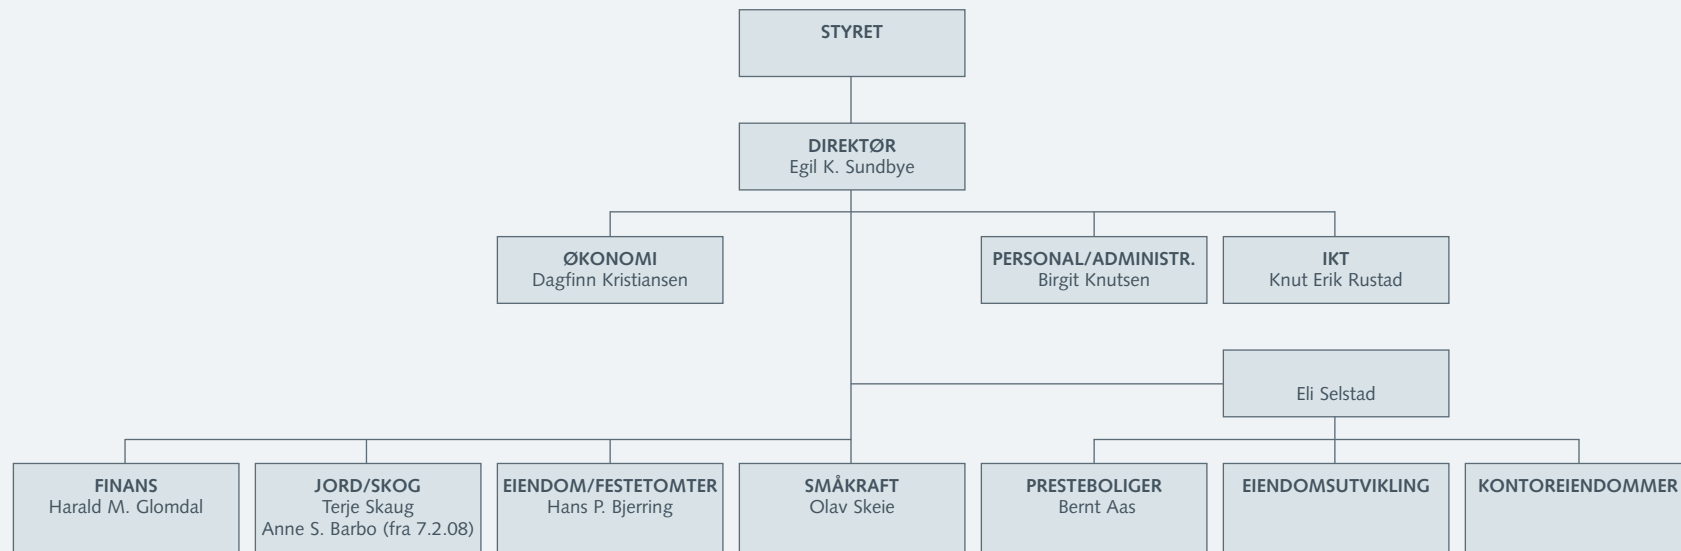 STYRET
DIREKTØR
Egil K. Sundbye
ØKONOMI
Dagfinn Kristiansen
PERSONAL/ADMINISTR.
Birgit Knutsen
IKT
Knut Erik Rustad
Eli Selstad
FINANS
Harald M. Glomdal
JORD/SKOG
Terje Skaug
Anne S. Barbo (fra 7.2.08)
EIENDOM/FESTETOMTER
Hans P. Bjerring
SMÅKRAFT
Olav Skeie
PRESTEBOLIGER
Bernt Aas
EIENDOMSUTVIKLING
KONTOREIENDOMMER